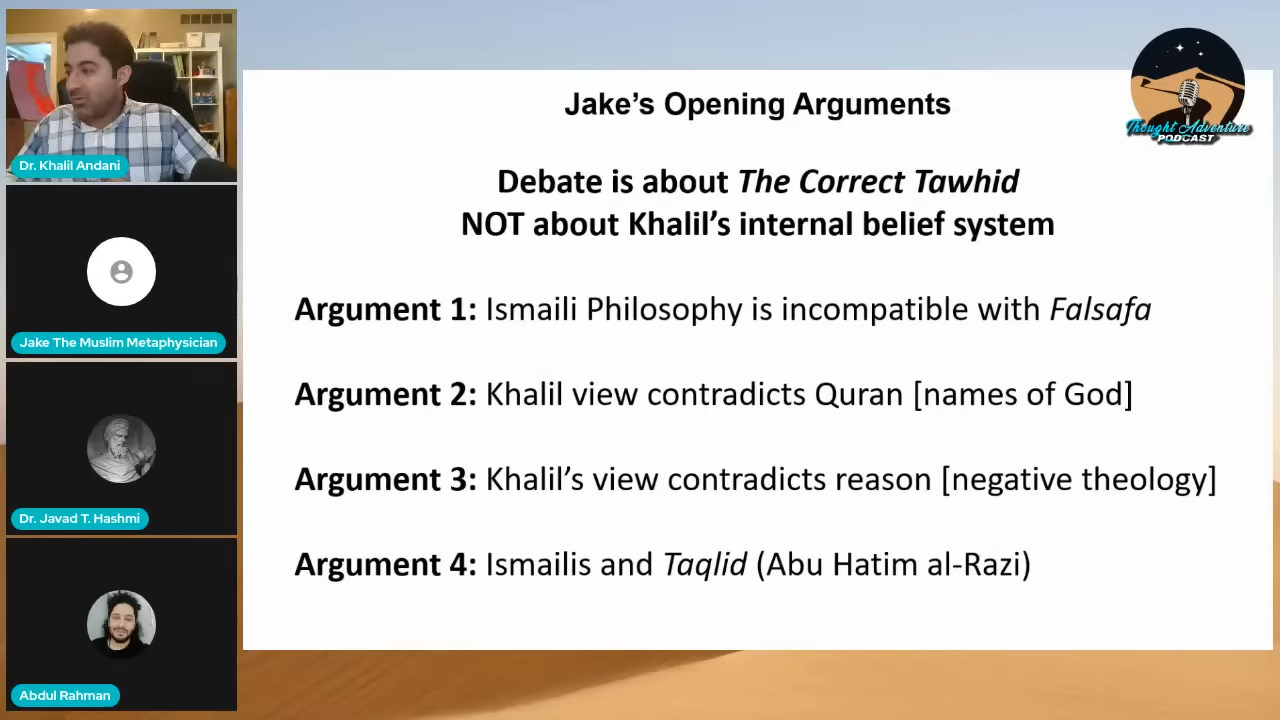 Dr. Khalil Andani
Jake The Muslim Metaphysician
Dr. Javad T. Hashmi
Abdul Rahman
Thought Adventure
PODCAST
Jake's Opening Arguments
Debate is about The Correct Tawhid
NOT about Khalil's internal belief system
Argument 1: Ismaili Philosophy is incompatible with Falsafa
Argument 2: Khalil view contradicts Quran [names of God]
Argument 3: Khalil's view contradicts reason [negative theology]
Argument 4: Ismailis and Taqlid (Abu Hatim al-Razi)